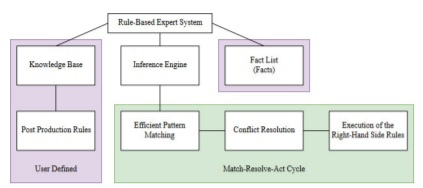 Rule-Based Expert System
Knowledge Base
Inference Engine
Fact List
(Facts)
Post Production Rules
Efficient Pattern
Matching
Conflict Resolution
Execution of the
Right-Hand Side Rules
User Defined
Match-Resolve-Act Cycle